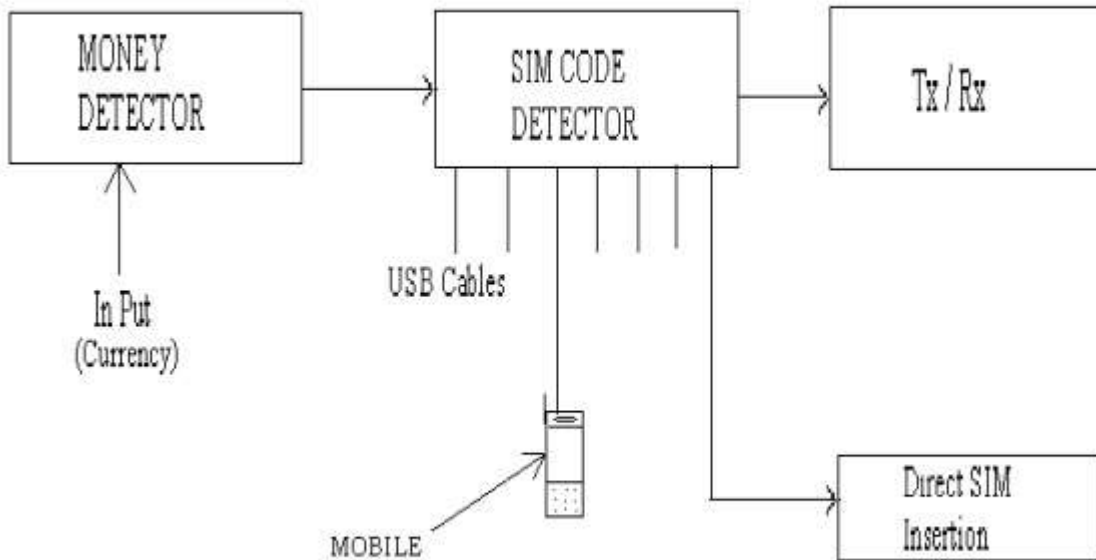 MONEY
DETECTOR
SIM CODE
DETECTOR
Tx / Rx
USB Cables
In Put
(Currency)
MOBILE
Direct SIM
Insertion